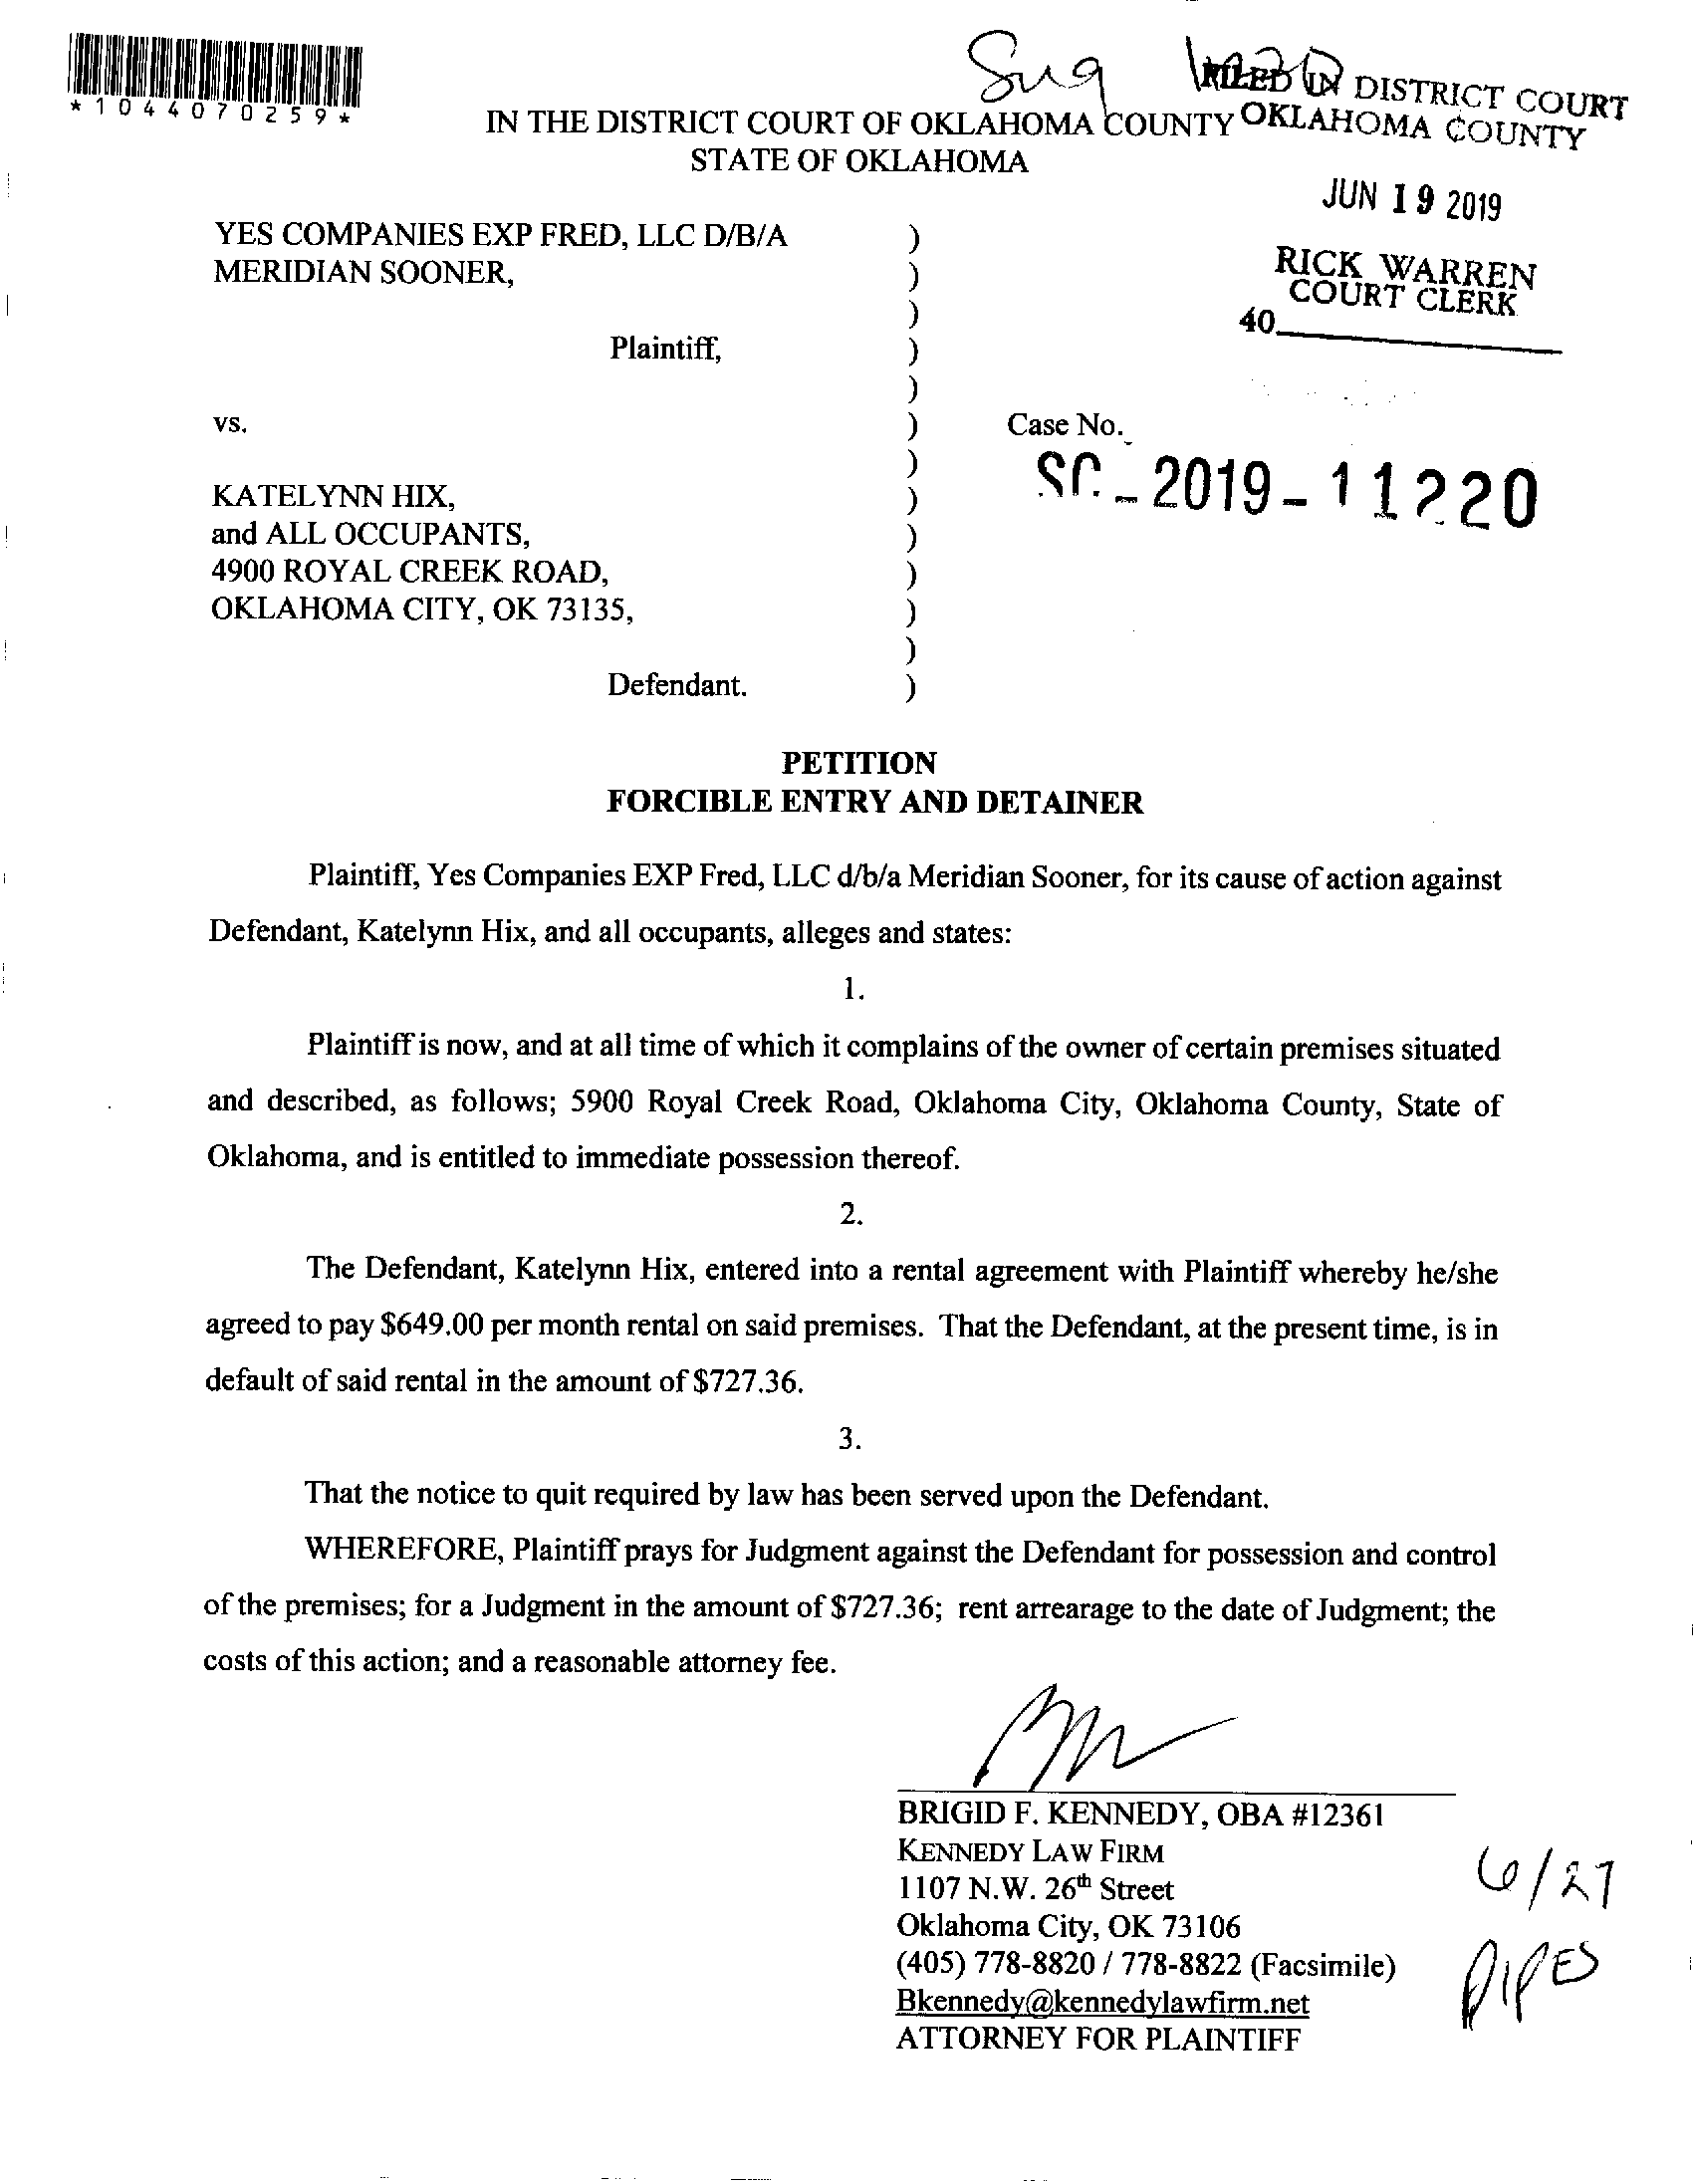 *1044070259*
FILED IN DISTRICT COURT
OKLAHOMA COUNTY
IN THE DISTRICT COURT OF OKLAHOMA COUNTY
STATE OF OKLAHOMA
JUN 19 2019
RICK WARREN
COURT CLERK
40
YES COMPANIES EXP FRED, LLC D/B/A )
MERIDIAN SOONER, )
)
Plaintiff, )
)
vs. ) Case No.
) SC - 2019 - 11220
KATELYNN HIX, )
and ALL OCCUPANTS, )
4900 ROYAL CREEK ROAD, )
OKLAHOMA CITY, OK 73135, )
)
Defendant. )
PETITION
FORCIBLE ENTRY AND DETAINER
Plaintiff, Yes Companies EXP Fred, LLC d/b/a Meridian Sooner, for its cause of action against
Defendant, Katelynn Hix, and all occupants, alleges and states:
1.
Plaintiff is now, and at all time of which it complains of the owner of certain premises situated
and described, as follows; 5900 Royal Creek Road, Oklahoma City, Oklahoma County, State of
Oklahoma, and is entitled to immediate possession thereof.
2.
The Defendant, Katelynn Hix, entered into a rental agreement with Plaintiff whereby he/she
agreed to pay $649.00 per month rental on said premises. That the Defendant, at the present time, is in
default of said rental in the amount of $727.36.
3.
That the notice to quit required by law has been served upon the Defendant.
WHEREFORE, Plaintiff prays for Judgment against the Defendant for possession and control
of the premises; for a Judgment in the amount of $727.36; rent arrearage to the date of Judgment; the
costs of this action; and a reasonable attorney fee.
BRIGID F. KENNEDY, OBA #12361
KENNEDY LAW FIRM
1107 N.W. 26th Street
Oklahoma City, OK 73106
(405) 778-8820 / 778-8822 (Facsimile)
Bkennedy@kennedylawfirm.net
ATTORNEY FOR PLAINTIFF
6/27
PIPES